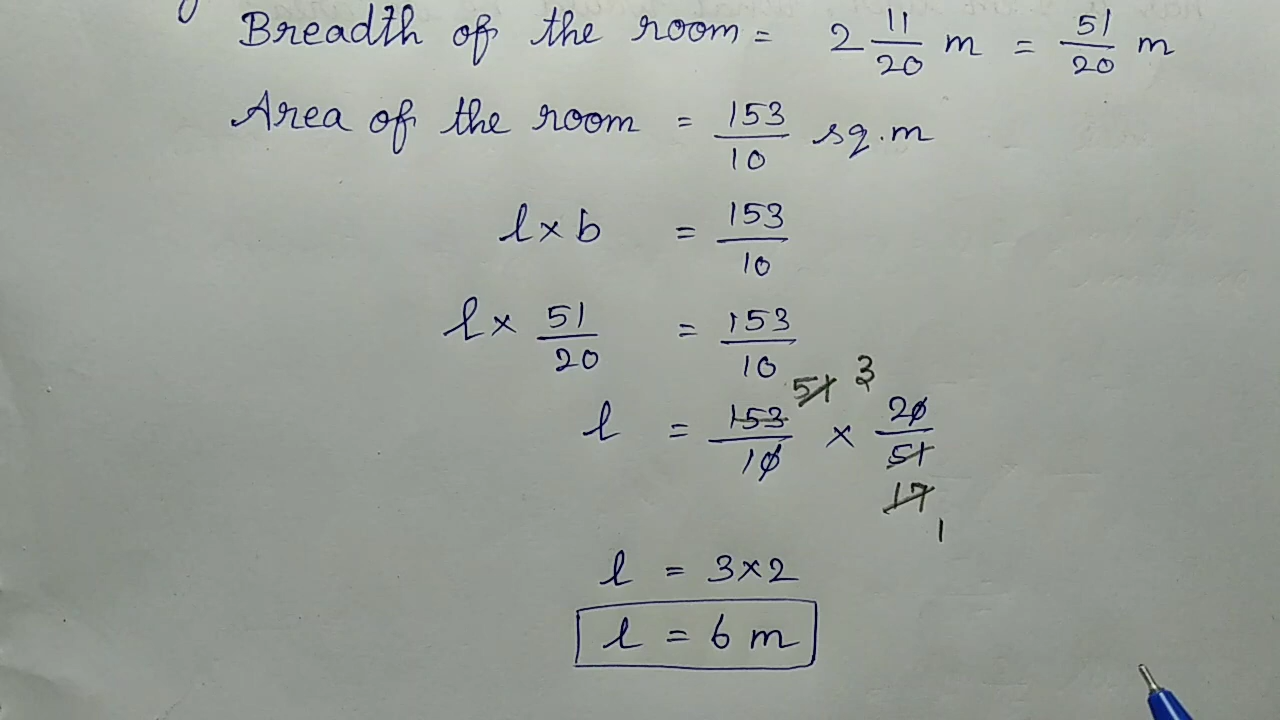 Breadth of the room = 2 11/20 m = 51/20 m
Area of the room = 153/10 sq.m
l × b = 153/10
l × 51/20 = 153/10
51 3
l = 153/10 × 20/51
17
1
l = 3×2
l = 6 m